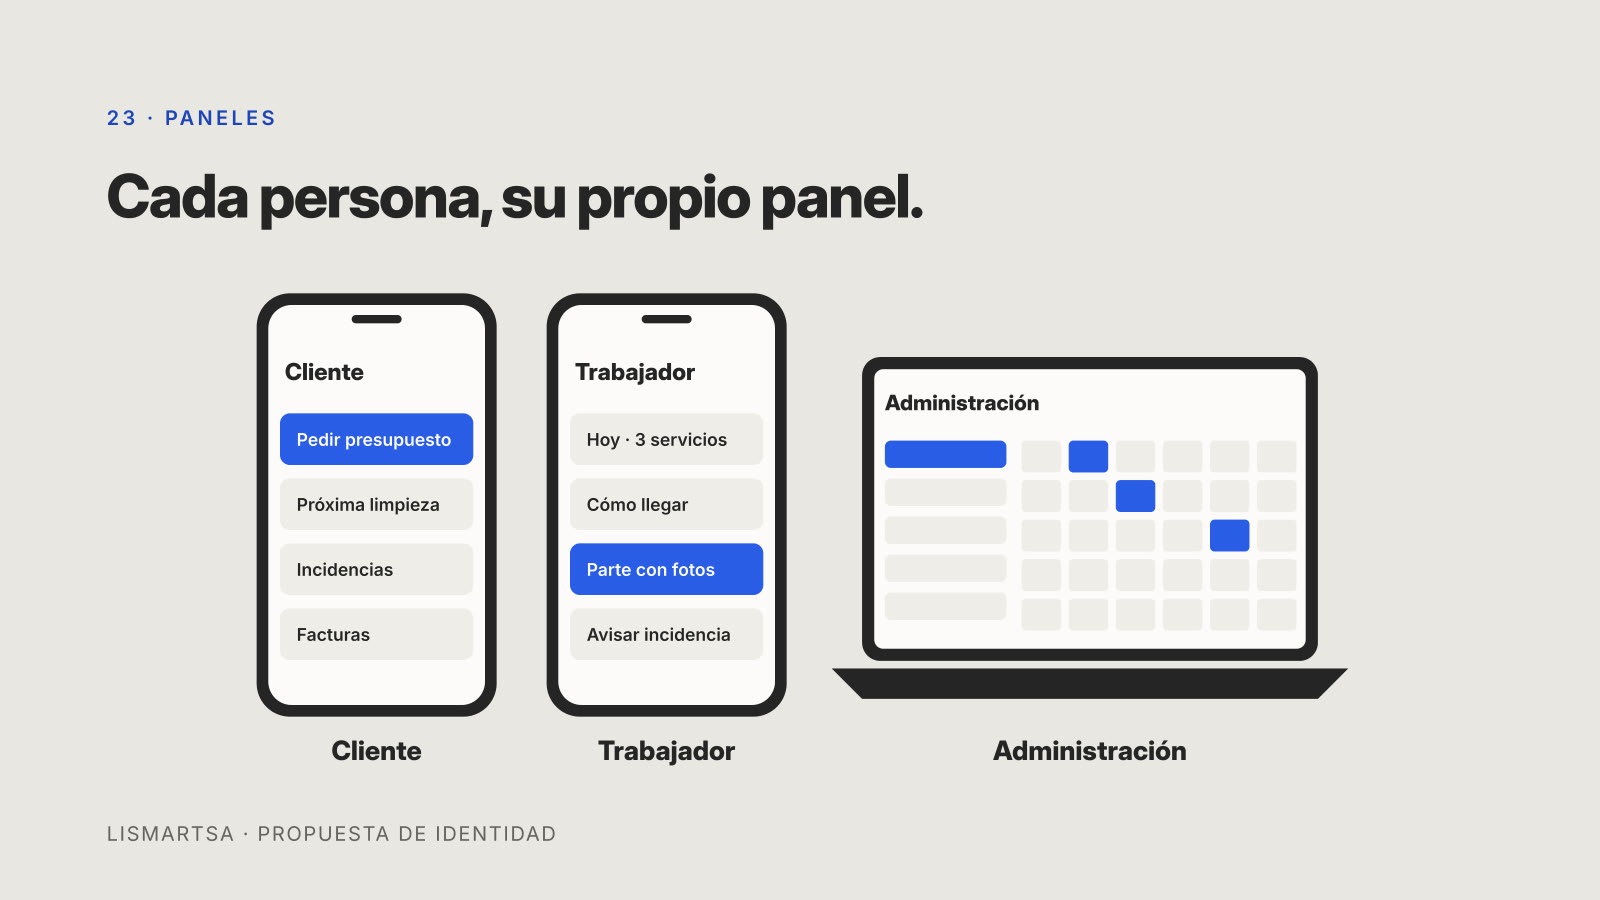 23 · PANELES
Cada persona, su propio panel.
Cliente
Pedir presupuesto
Próxima limpieza
Incidencias
Facturas
Cliente
Trabajador
Hoy · 3 servicios
Cómo llegar
Parte con fotos
Avisar incidencia
Trabajador
Administración
Administración
LISMARTSA · PROPUESTA DE IDENTIDAD